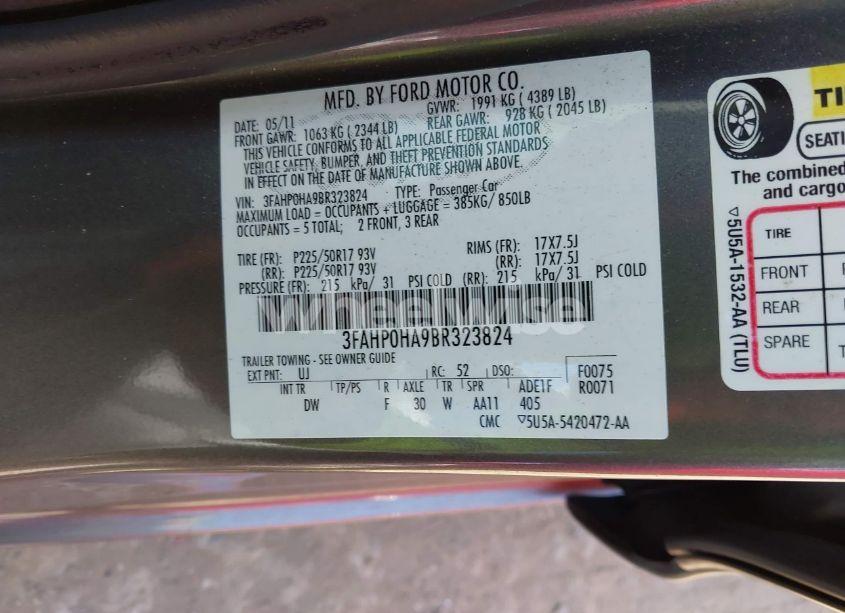 MFD. BY FORD MOTOR CO.
DATE: 05/11 GVWR: 1991 KG ( 4389 LB)
FRONT GAWR: 1063 KG ( 2344 LB) REAR GAWR: 928 KG ( 2045 LB)
THIS VEHICLE CONFORMS TO ALL APPLICABLE FEDERAL MOTOR
VEHICLE SAFETY, BUMPER, AND THEFT PREVENTION STANDARDS
IN EFFECT ON THE DATE OF MANUFACTURE SHOWN ABOVE.
VIN: 3FAHP0HA9BR323824 TYPE: Passenger Car
MAXIMUM LOAD = OCCUPANTS + LUGGAGE = 385KG/ 850LB
OCCUPANTS = 5 TOTAL; 2 FRONT, 3 REAR
TIRE (FR): P225/50R17 93V RIMS (FR): 17X7.5J
(RR): P225/50R17 93V (RR): 17X7.5J
PRESSURE (FR): 215 kPa/ 31 PSI COLD (RR): 215 kPa/ 31 PSI COLD
wheelwise
3FAHP0HA9BR323824
TRAILER TOWING - SEE OWNER GUIDE
EXT PNT: UJ RC: 52 DSO: F0075
INT TR TP/PS R AXLE TR SPR ADE1F R0071
DW F 30 W AA11 405
CMC ▽5U5A-5420472-AA
TI
SEATI
The combined
and cargo
TIRE
FRONT
REAR
SPARE T
▽5U5A-1532-AA (TLU)